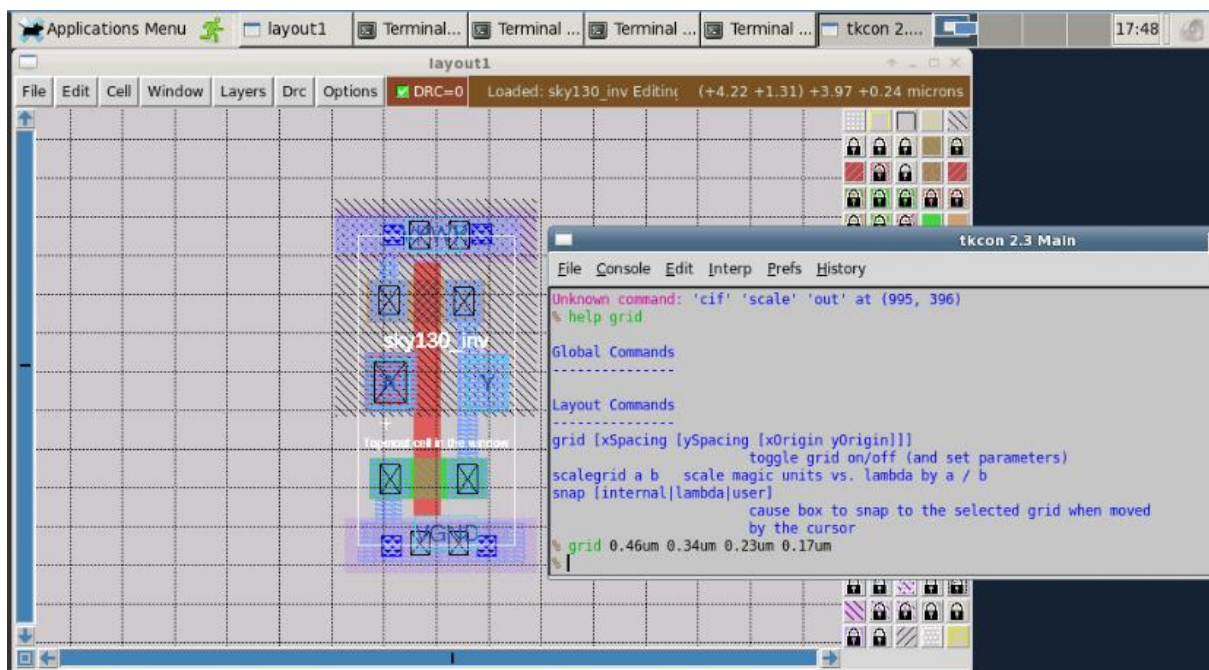 Applications Menu layout1 Terminal... Terminal ... Terminal ... Terminal ... tkcon 2.... 17:48
layout1
File Edit Cell Window Layers Drc Options DRC=0 Loaded: sky130_inv Editing (+4.22 +1.31) +3.97 +0.24 microns
sky130_inv
A Y
Topmost cell in the window
VGND
tkcon 2.3 Main
File Console Edit Interp Prefs History
Unknown command: 'cif' 'scale' 'out' at (995, 396)
% help grid
Global Commands
---------------
Layout Commands
---------------
grid [xSpacing [ySpacing [xOrigin yOrigin]]]
toggle grid on/off (and set parameters)
scalegrid a b scale magic units vs. lambda by a / b
snap [internal|lambda|user]
cause box to snap to the selected grid when moved
by the cursor
% grid 0.46um 0.34um 0.23um 0.17um
%